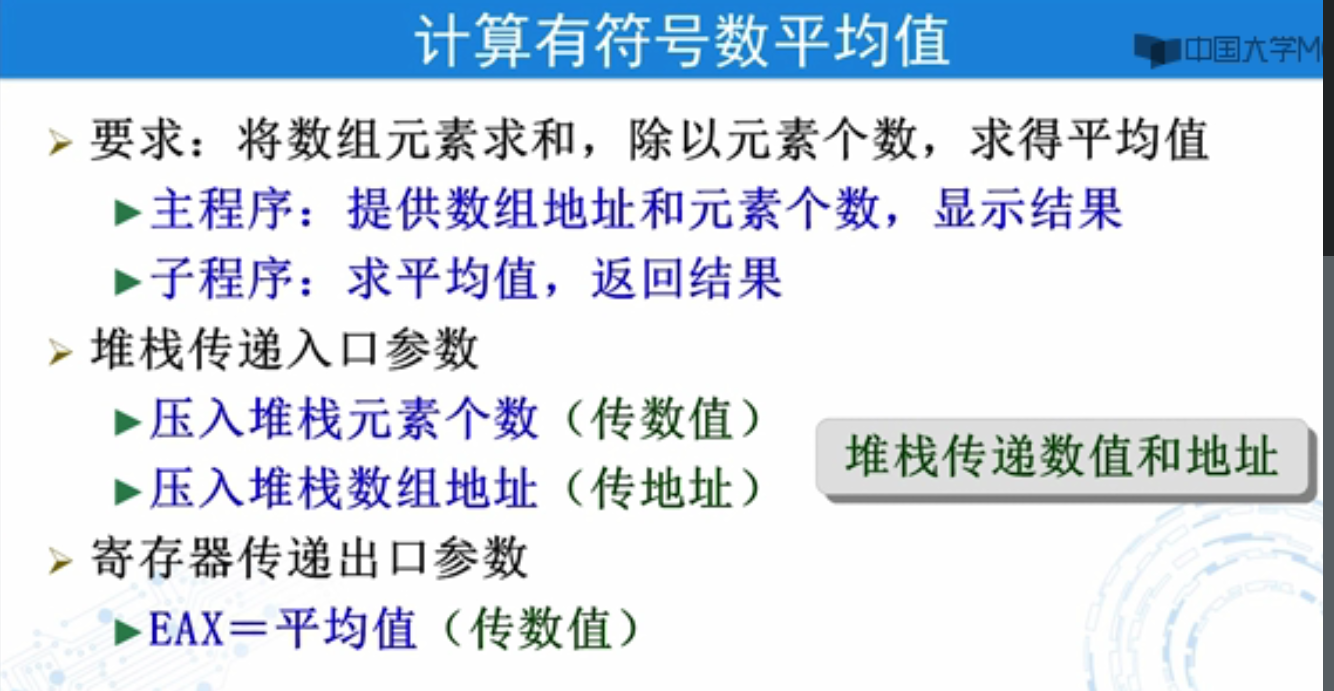 计算有符号数平均值
中国大学M
要求：将数组元素求和，除以元素个数，求得平均值
主程序：提供数组地址和元素个数，显示结果
子程序：求平均值，返回结果
堆栈传递入口参数
压入堆栈元素个数（传数值）
压入堆栈数组地址（传地址）
堆栈传递数值和地址
寄存器传递出口参数
EAX＝平均值（传数值）